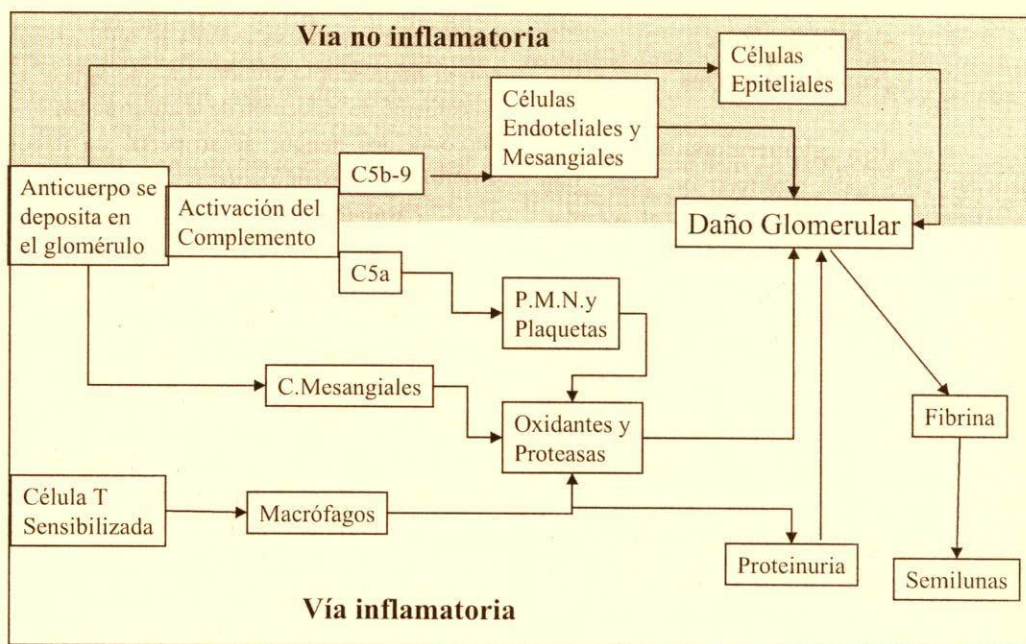 Vía no inflamatoria
Células
Epiteliales
Células
Endoteliales y
Mesangiales
C5b-9
Anticuerpo se
deposita en
el glomérulo
Activación del
Complemento
Daño Glomerular
C5a
P.M.N.y
Plaquetas
C.Mesangiales
Oxidantes y
Proteasas
Fibrina
Célula T
Sensibilizada
Macrófagos
Proteinuria
Semilunas
Vía inflamatoria